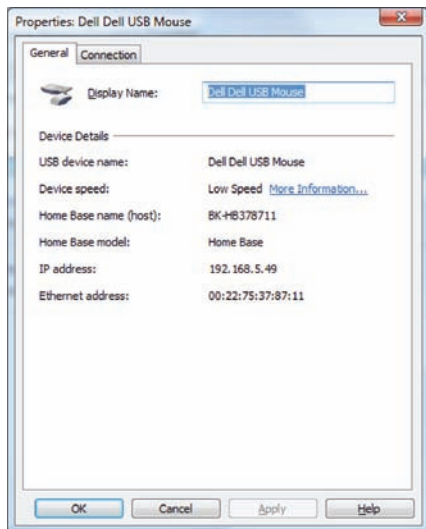 Properties: Dell Dell USB Mouse
General Connection
Display Name: Dell Dell USB Mouse
Device Details
USB device name: Dell Dell USB Mouse
Device speed: Low Speed More Information...
Home Base name (host): BK-HB378711
Home Base model: Home Base
IP address: 192.168.5.49
Ethernet address: 00:22:75:37:87:11
OK Cancel Apply Help